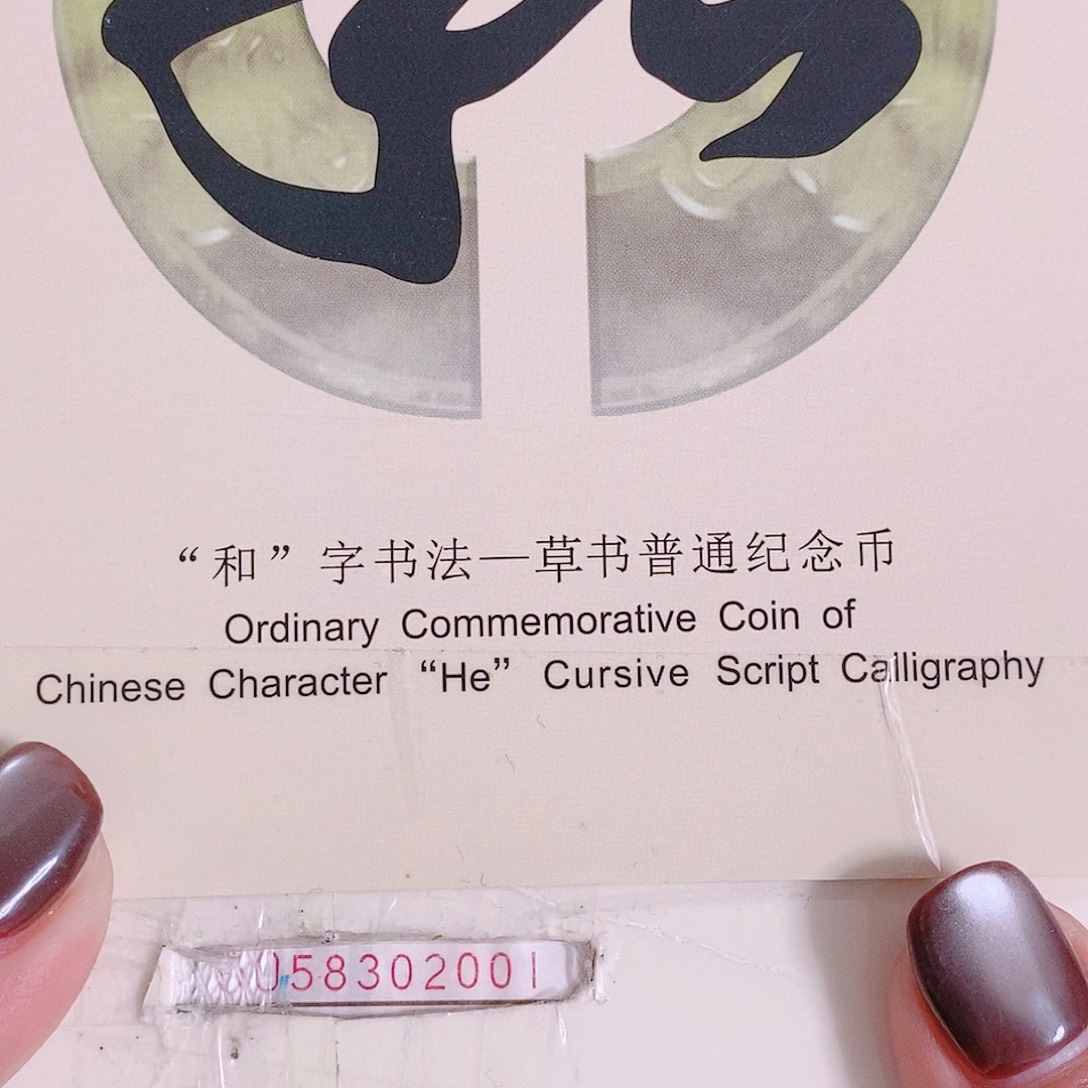 “和”字书法—草书普通纪念币
Ordinary Commemorative Coin of
Chinese Character “He” Cursive Script Calligraphy
058302001